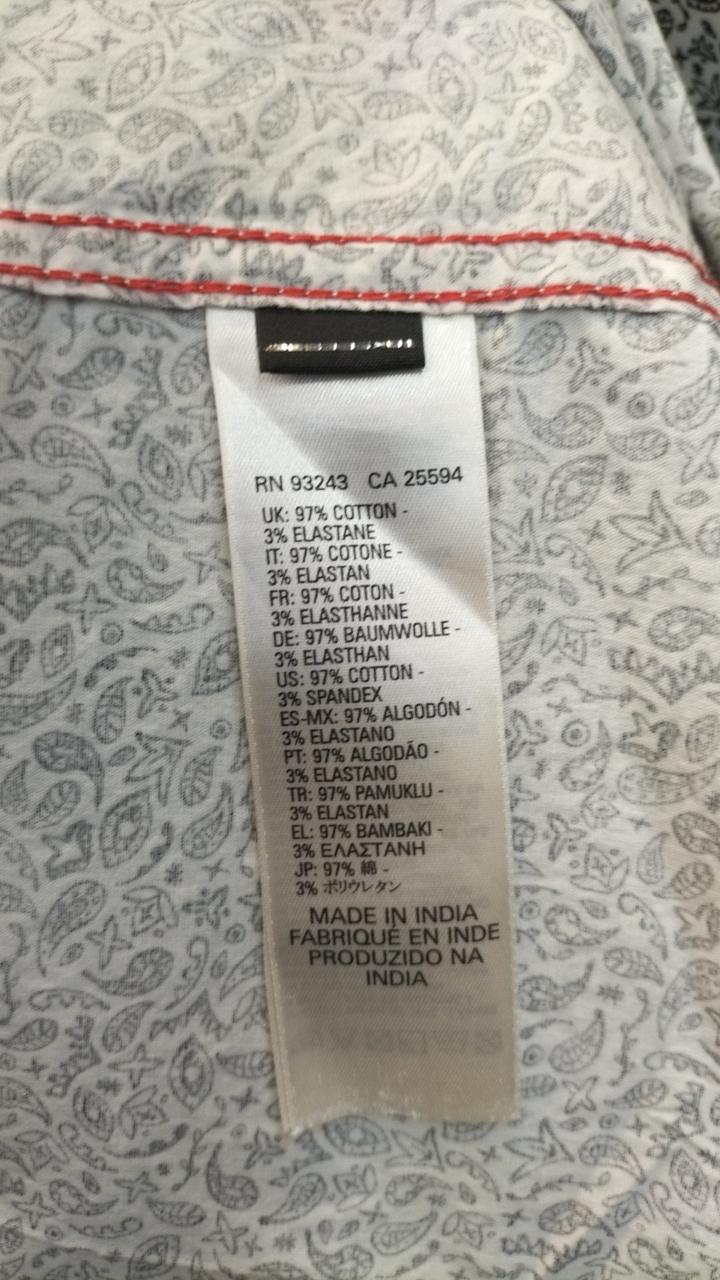 RN 93243 CA 25594
UK: 97% COTTON -
3% ELASTANE
IT: 97% COTONE -
3% ELASTAN
FR: 97% COTON -
3% ELASTHANNE
DE: 97% BAUMWOLLE -
3% ELASTHAN
US: 97% COTTON -
3% SPANDEX
ES-MX: 97% ALGODÓN -
3% ELASTANO
PT: 97% ALGODÃO -
3% ELASTANO
TR: 97% PAMUKLU -
3% ELASTAN
EL: 97% BAMBAKI -
3% ΕΛΑΣΤΑΝΗ
JP: 97% 綿 -
3% ポリウレタン
MADE IN INDIA
FABRIQUÉ EN INDE
PRODUZIDO NA
INDIA